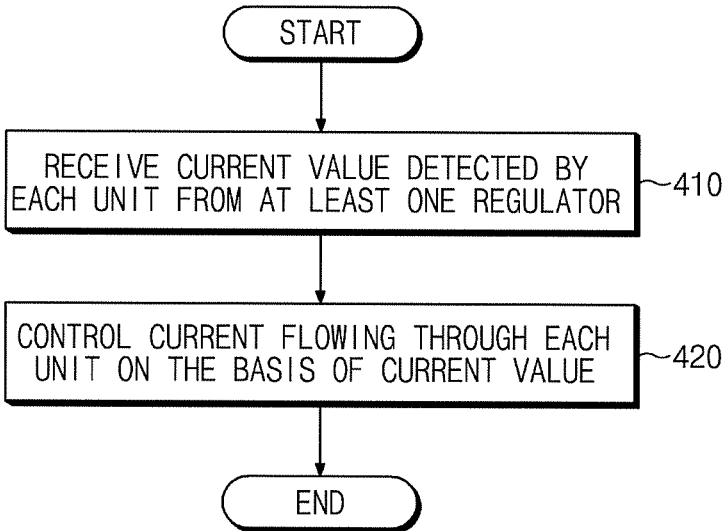 START
RECEIVE CURRENT VALUE DETECTED BY
EACH UNIT FROM AT LEAST ONE REGULATOR
410
CONTROL CURRENT FLOWING THROUGH EACH
UNIT ON THE BASIS OF CURRENT VALUE
420
END